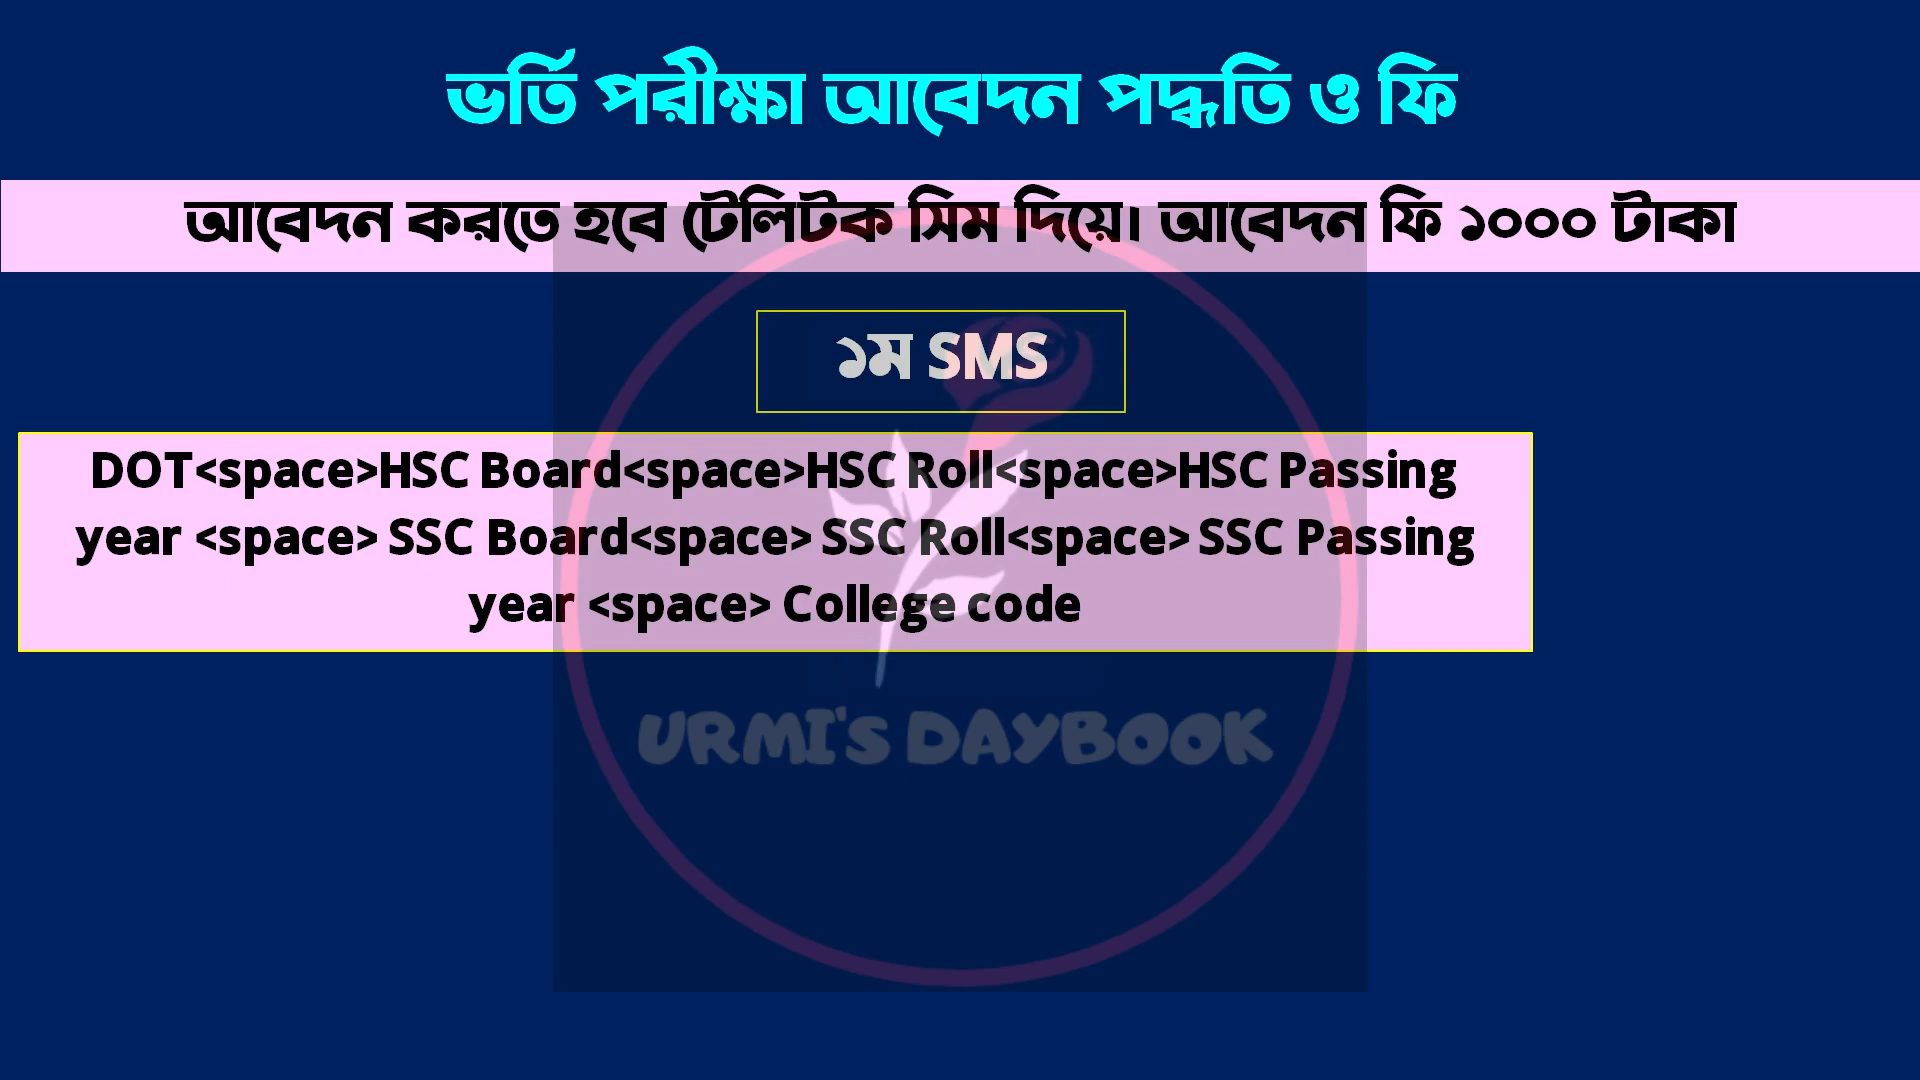 ভর্তি পরীক্ষা আবেদন পদ্ধতি ও ফি
আবেদন করতে হবে টেলিটক সিম দিয়ে। আবেদন ফি ১০০০ টাকা
১ম SMS
DOT<space>HSC Board<space>HSC Roll<space>HSC Passing
year <space> SSC Board<space> SSC Roll<space> SSC Passing
year <space> College code
URMI'S DAYBOOK